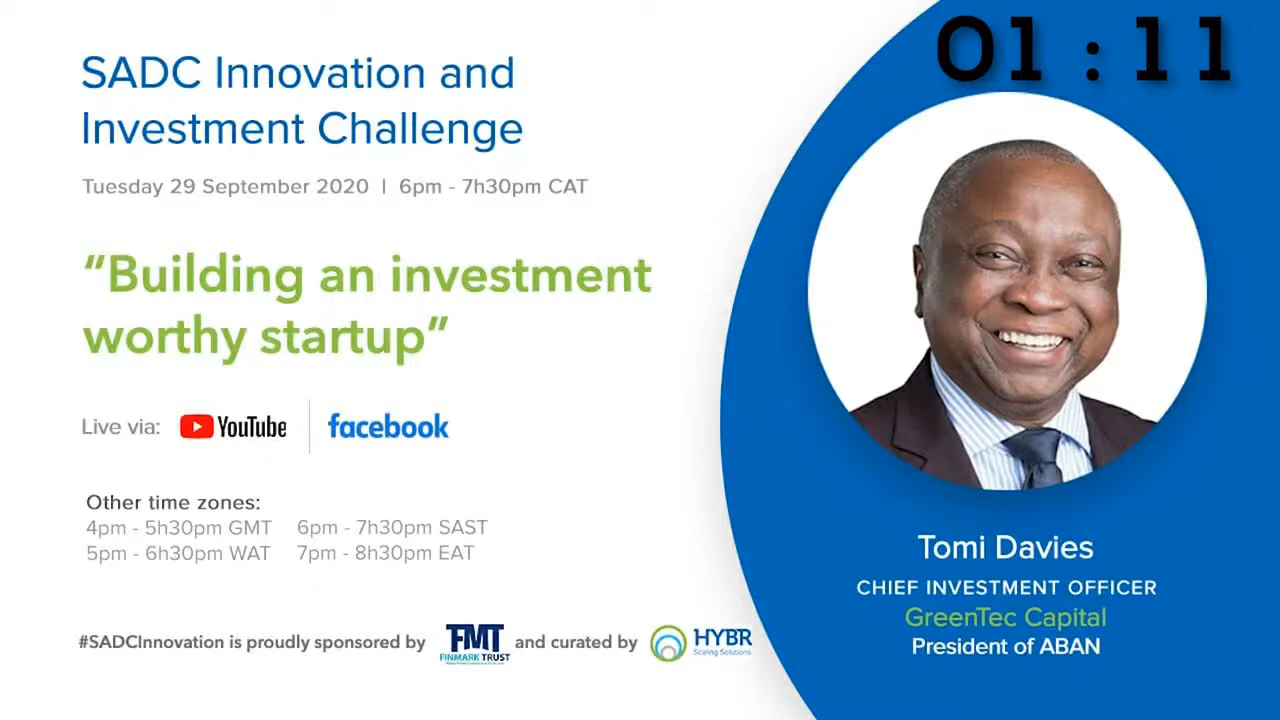 01 : 11
SADC Innovation and
Investment Challenge
Tuesday 29 September 2020 | 6pm - 7h30pm CAT
“Building an investment
worthy startup”
Live via: YouTube facebook
Other time zones:
4pm - 5h30pm GMT 6pm - 7h30pm SAST
5pm - 6h30pm WAT 7pm - 8h30pm EAT
#SADCInnovation is proudly sponsored by FMT FINMARK TRUST and curated by HYBR Scaling Solutions
Tomi Davies
CHIEF INVESTMENT OFFICER
GreenTec Capital
President of ABAN